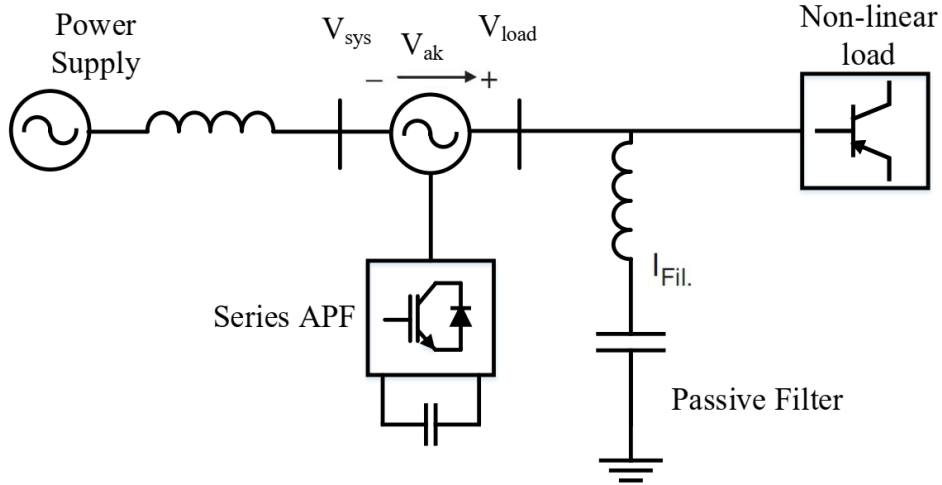 Power
Supply
V_sys
V_ak
V_load
− +
Non-linear
load
Series APF
I_Fil.
Passive Filter